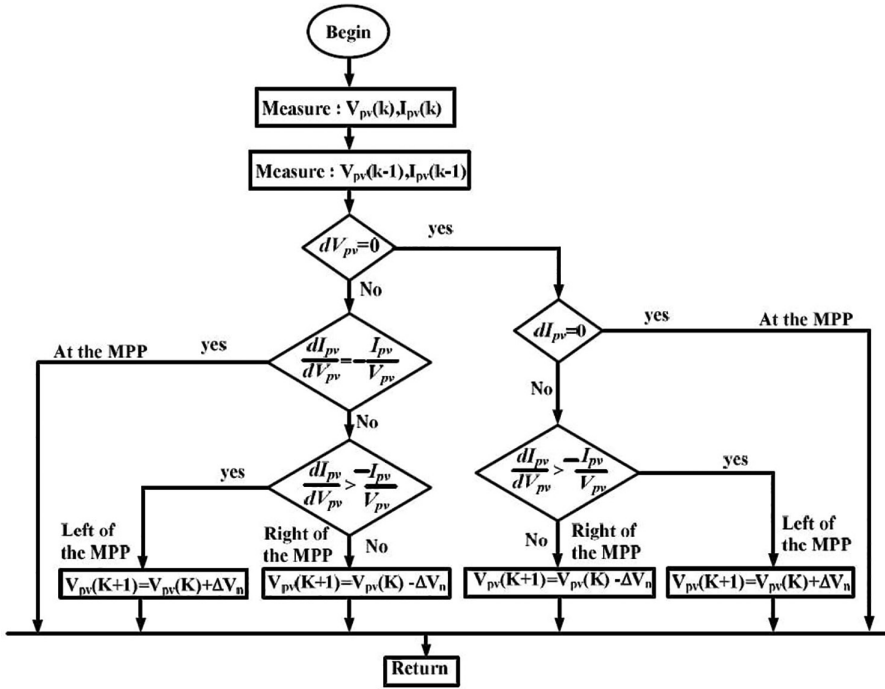 Begin
Measure : Vpv(k),Ipv(k)
Measure : Vpv(k-1),Ipv(k-1)
dVpv=0
yes
No
dIpv=0
yes
At the MPP
At the MPP
yes
dIpv/dVpv=-Ipv/Vpv
No
No
dIpv/dVpv>-Ipv/Vpv
yes
dIpv/dVpv>-Ipv/Vpv
yes
Left of
the MPP
Right of
the MPP
No
No
Right of
the MPP
Left of
the MPP
Vpv(K+1)=Vpv(K)+ΔVn
Vpv(K+1)=Vpv(K) -ΔVn
Vpv(K+1)=Vpv(K) -ΔVn
Vpv(K+1)=Vpv(K)+ΔVn
Return